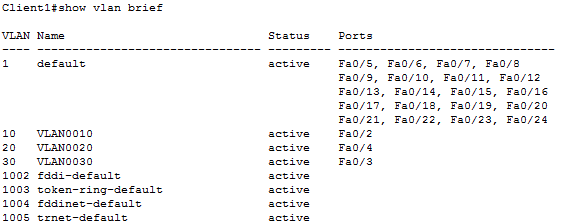 Client1#show vlan brief
VLAN Name                             Status    Ports
---- -------------------------------- --------- -------------------------------
1    default                          active    Fa0/5, Fa0/6, Fa0/7, Fa0/8
                                                Fa0/9, Fa0/10, Fa0/11, Fa0/12
                                                Fa0/13, Fa0/14, Fa0/15, Fa0/16
                                                Fa0/17, Fa0/18, Fa0/19, Fa0/20
                                                Fa0/21, Fa0/22, Fa0/23, Fa0/24
10   VLAN0010                         active    Fa0/2
20   VLAN0020                         active    Fa0/4
30   VLAN0030                         active    Fa0/3
1002 fddi-default                     active
1003 token-ring-default               active
1004 fddinet-default                  active
1005 trnet-default                    active